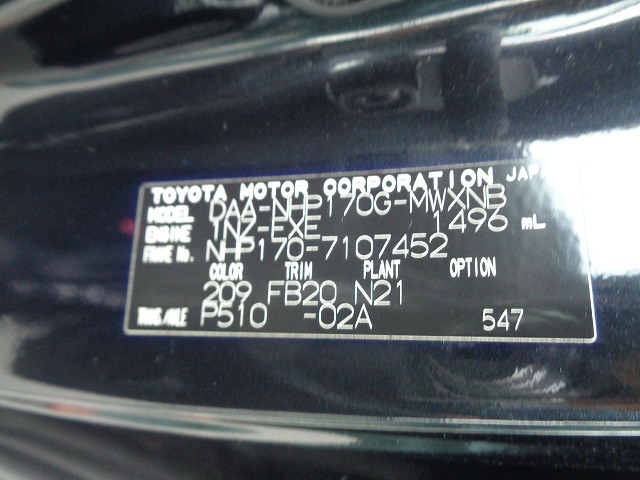 TOYOTA MOTOR CORPORATION JAPAN
MODEL DAA-NHP170G-MWXNB
ENGINE 1NZ-FXE 1496 mL
FRAME No. NHP170-7107452
COLOR TRIM PLANT OPTION
209 FB20 N21
TRANS/AXLE P510 -02A 547